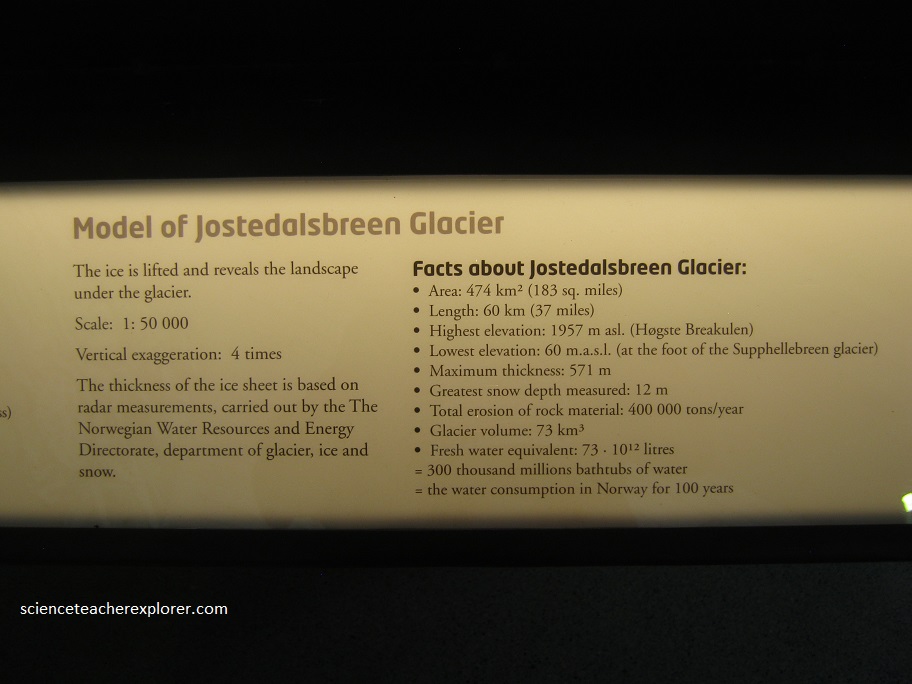 Model of Jostedalsbreen Glacier
The ice is lifted and reveals the landscape
under the glacier.
Scale: 1: 50 000
Vertical exaggeration: 4 times
The thickness of the ice sheet is based on
radar measurements, carried out by the The
Norwegian Water Resources and Energy
Directorate, department of glacier, ice and
snow.
Facts about Jostedalsbreen Glacier:
• Area: 474 km² (183 sq. miles)
• Length: 60 km (37 miles)
• Highest elevation: 1957 m asl. (Høgste Breakulen)
• Lowest elevation: 60 m.a.s.l. (at the foot of the Supphellebreen glacier)
• Maximum thickness: 571 m
• Greatest snow depth measured: 12 m
• Total erosion of rock material: 400 000 tons/year
• Glacier volume: 73 km³
• Fresh water equivalent: 73 · 10¹² litres
= 300 thousand millions bathtubs of water
= the water consumption in Norway for 100 years
scienceteacherexplorer.com